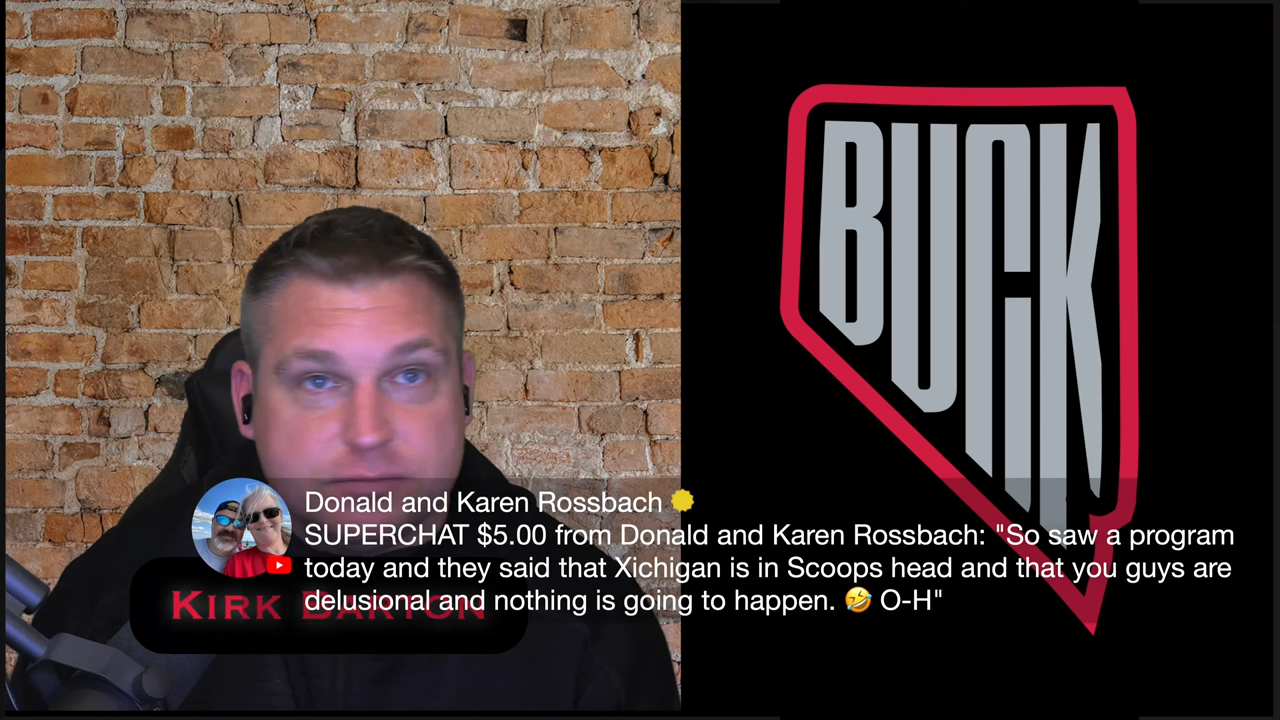 BUCK
Donald and Karen Rossbach
SUPERCHAT $5.00 from Donald and Karen Rossbach: "So saw a program
today and they said that Xichigan is in Scoops head and that you guys are
delusional and nothing is going to happen. 🤣 O-H"
KIRK BARTON